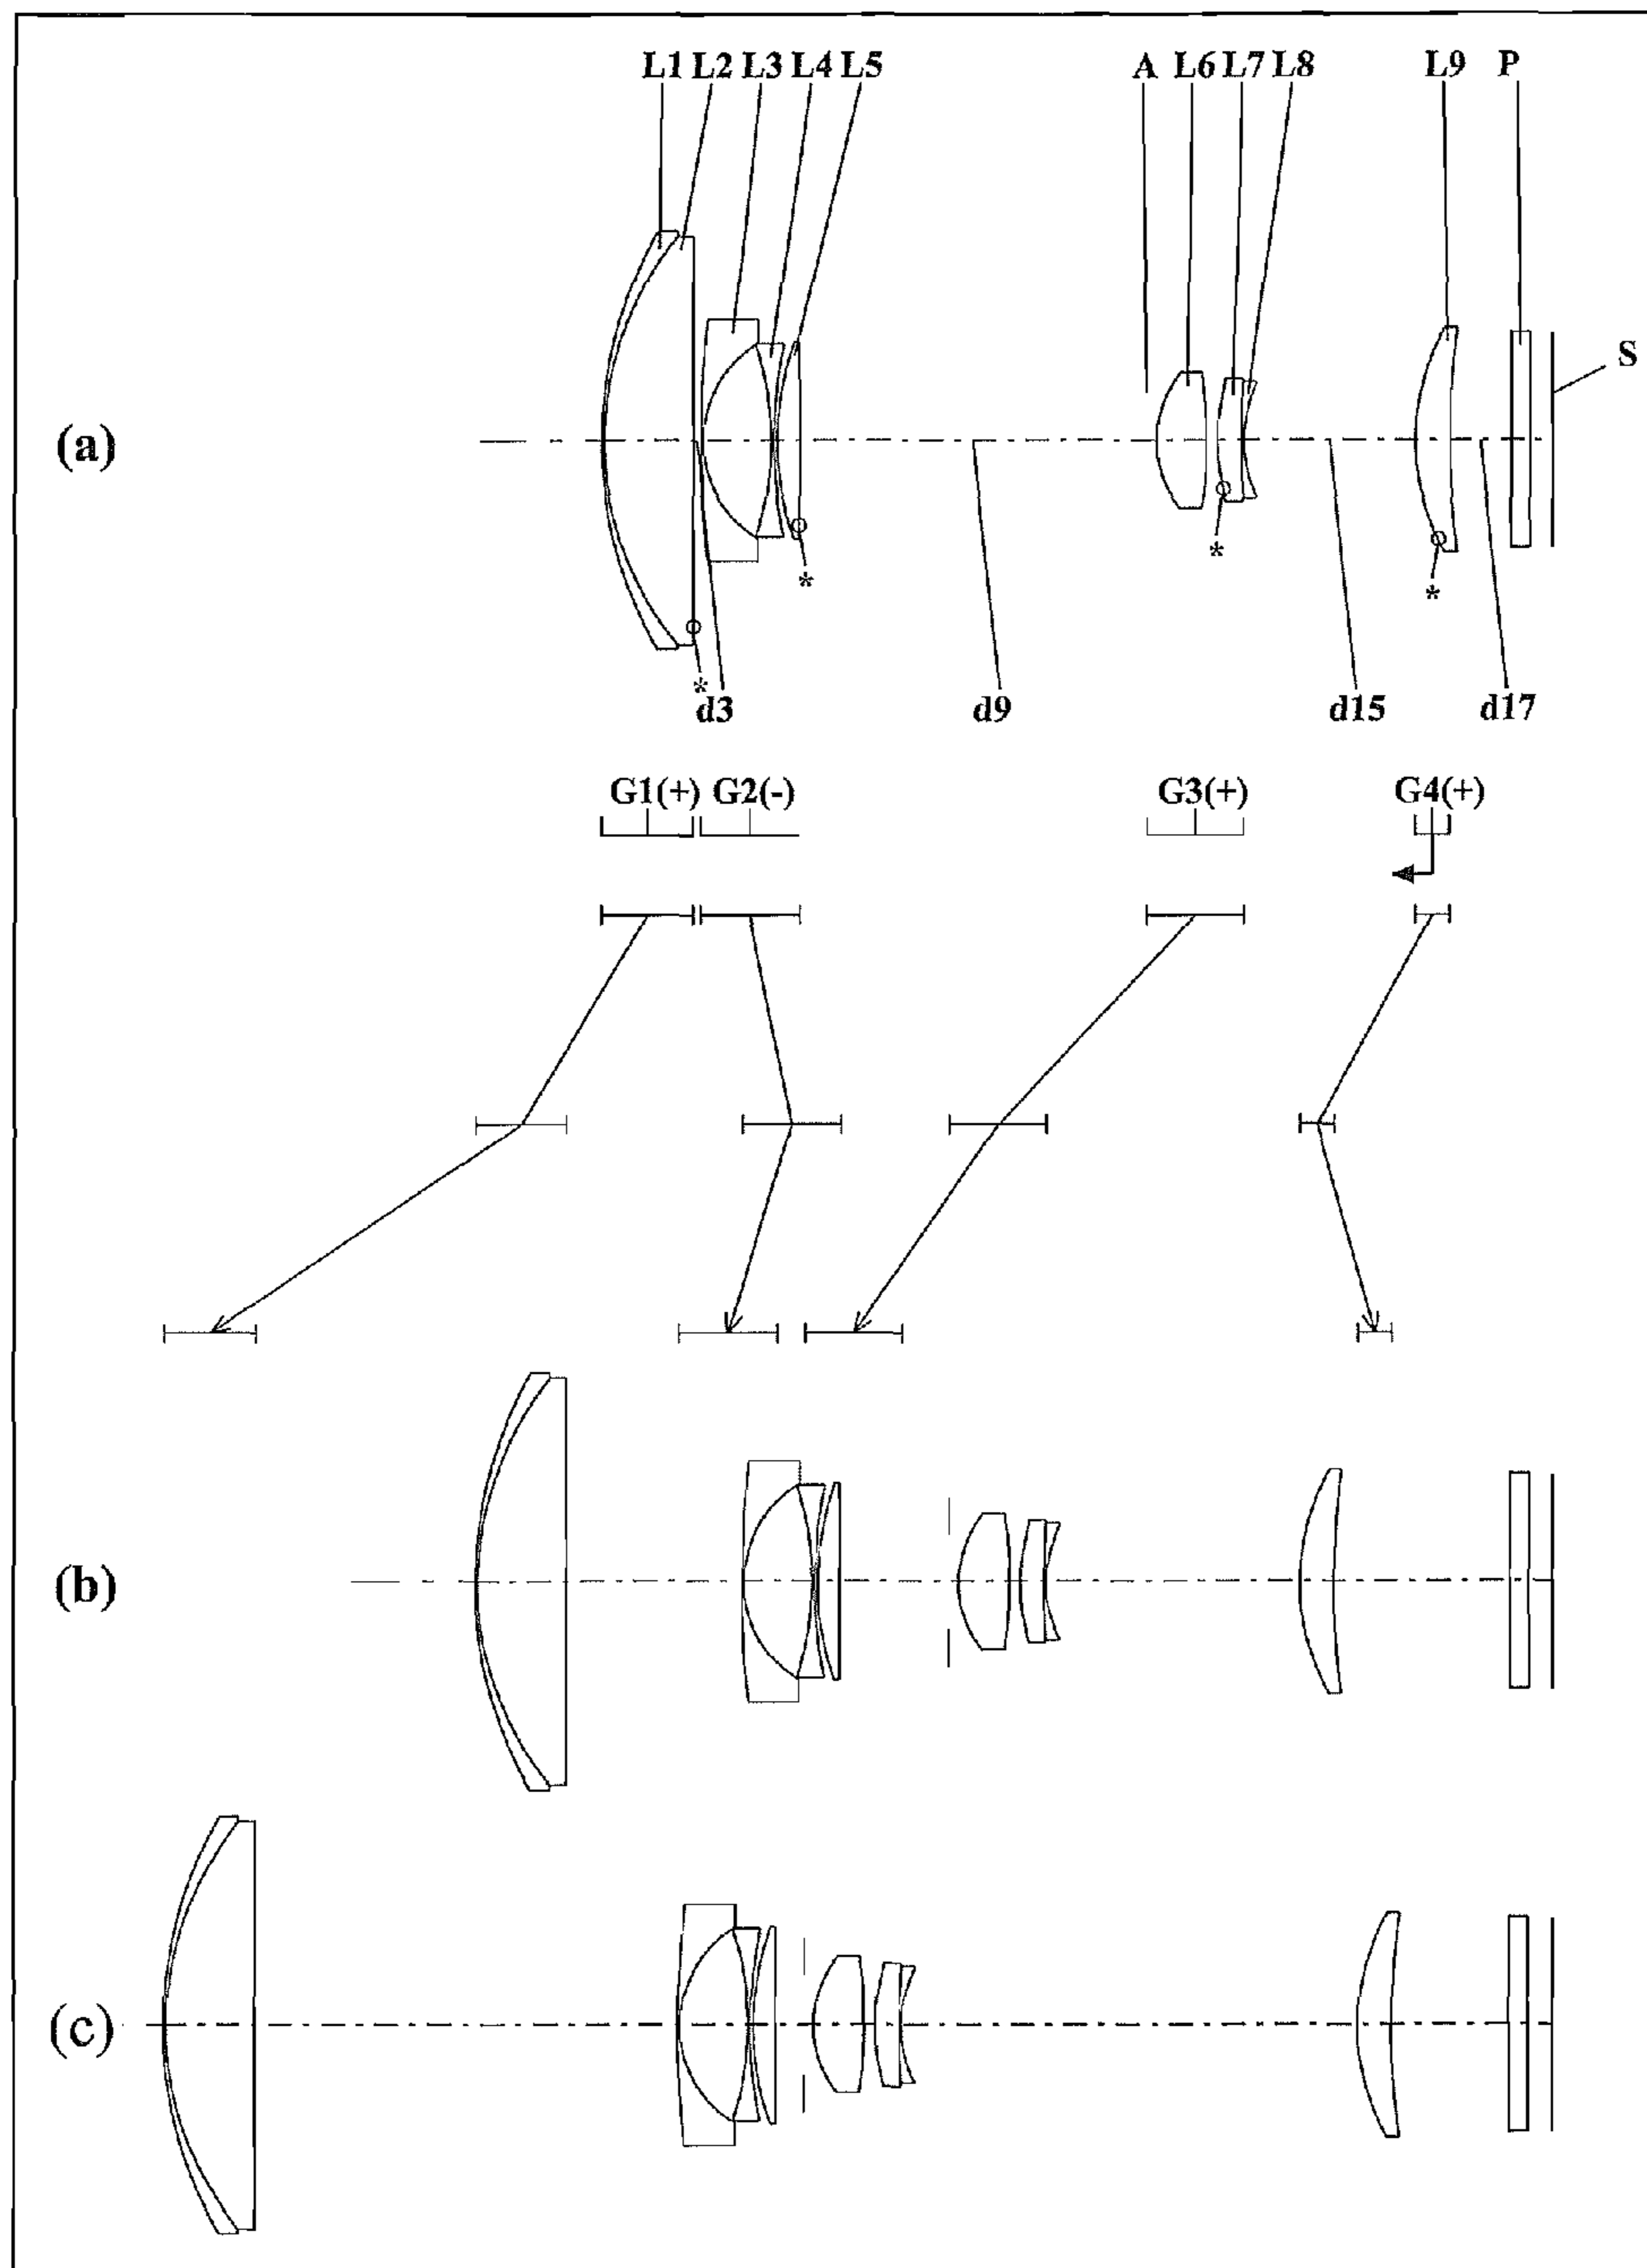 L1 L2 L3 L4 L5 A L6 L7 L8 L9 P
S
(a)
* * * *
d3 d9 d15 d17
G1(+) G2(-) G3(+) G4(+)
(b)
(c)